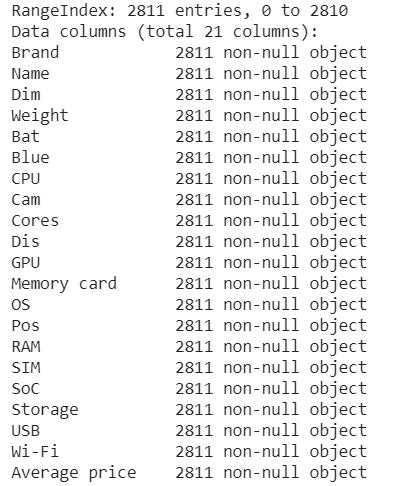 RangeIndex: 2811 entries, 0 to 2810
Data columns (total 21 columns):
Brand 2811 non-null object
Name 2811 non-null object
Dim 2811 non-null object
Weight 2811 non-null object
Bat 2811 non-null object
Blue 2811 non-null object
CPU 2811 non-null object
Cam 2811 non-null object
Cores 2811 non-null object
Dis 2811 non-null object
GPU 2811 non-null object
Memory card 2811 non-null object
OS 2811 non-null object
Pos 2811 non-null object
RAM 2811 non-null object
SIM 2811 non-null object
SoC 2811 non-null object
Storage 2811 non-null object
USB 2811 non-null object
Wi-Fi 2811 non-null object
Average price 2811 non-null object